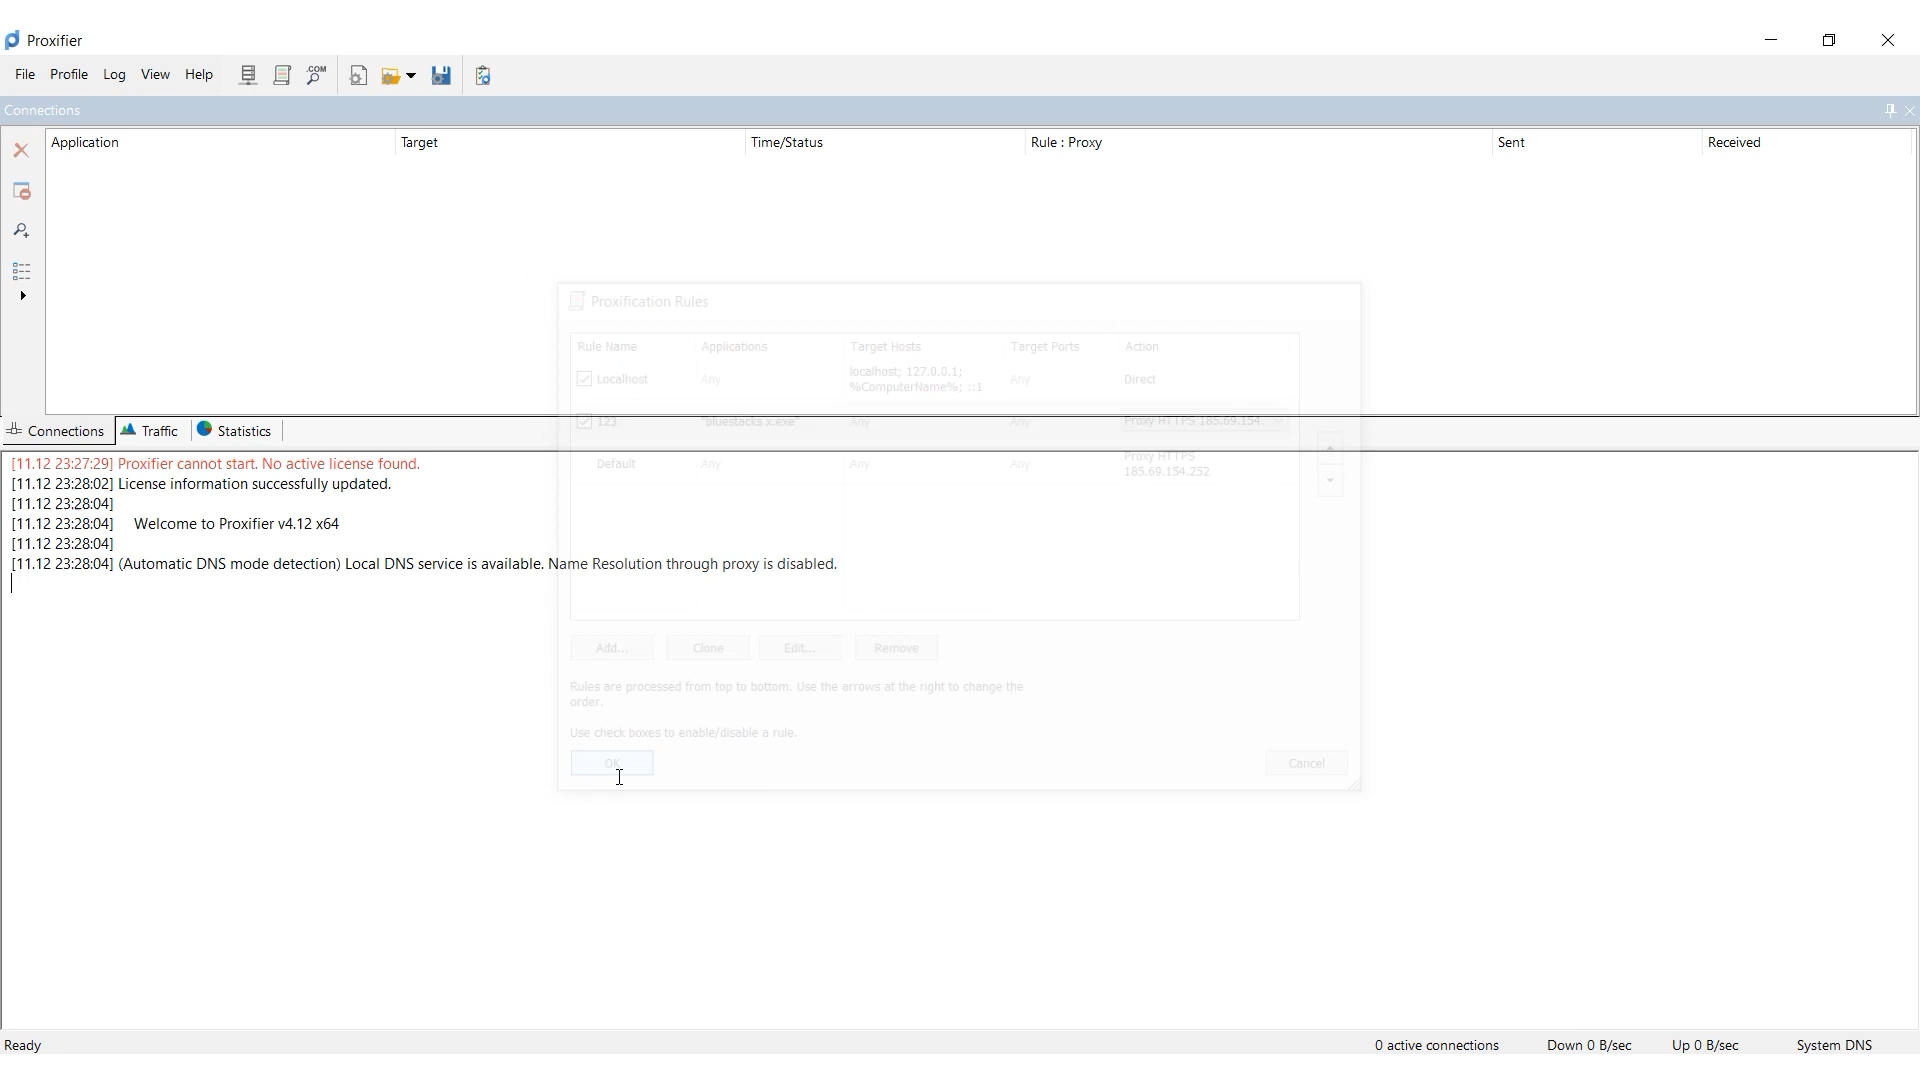 Proxifier
File Profile Log View Help .COM
Connections
Application Target Time/Status Rule : Proxy Sent Received
Proxification Rules
Rule Name Applications Target Hosts Target Ports Action
Localhost Any localhost; 127.0.0.1; %ComputerName%; ::1 Any Direct
123 "bluestacks x.exe" Any Any Proxy HTTPS 185.69.154.
Connections Traffic Statistics
Default Any Any Any Proxy HTTPS 185.69.154.252
[11.12 23:27:29] Proxifier cannot start. No active license found.
[11.12 23:28:02] License information successfully updated.
[11.12 23:28:04]
[11.12 23:28:04] Welcome to Proxifier v4.12 x64
[11.12 23:28:04]
[11.12 23:28:04] (Automatic DNS mode detection) Local DNS service is available. Name Resolution through proxy is disabled.
Add... Clone Edit... Remove
Rules are processed from top to bottom. Use the arrows at the right to change the
order.
Use check boxes to enable/disable a rule.
OK Cancel
Ready 0 active connections Down 0 B/sec Up 0 B/sec System DNS